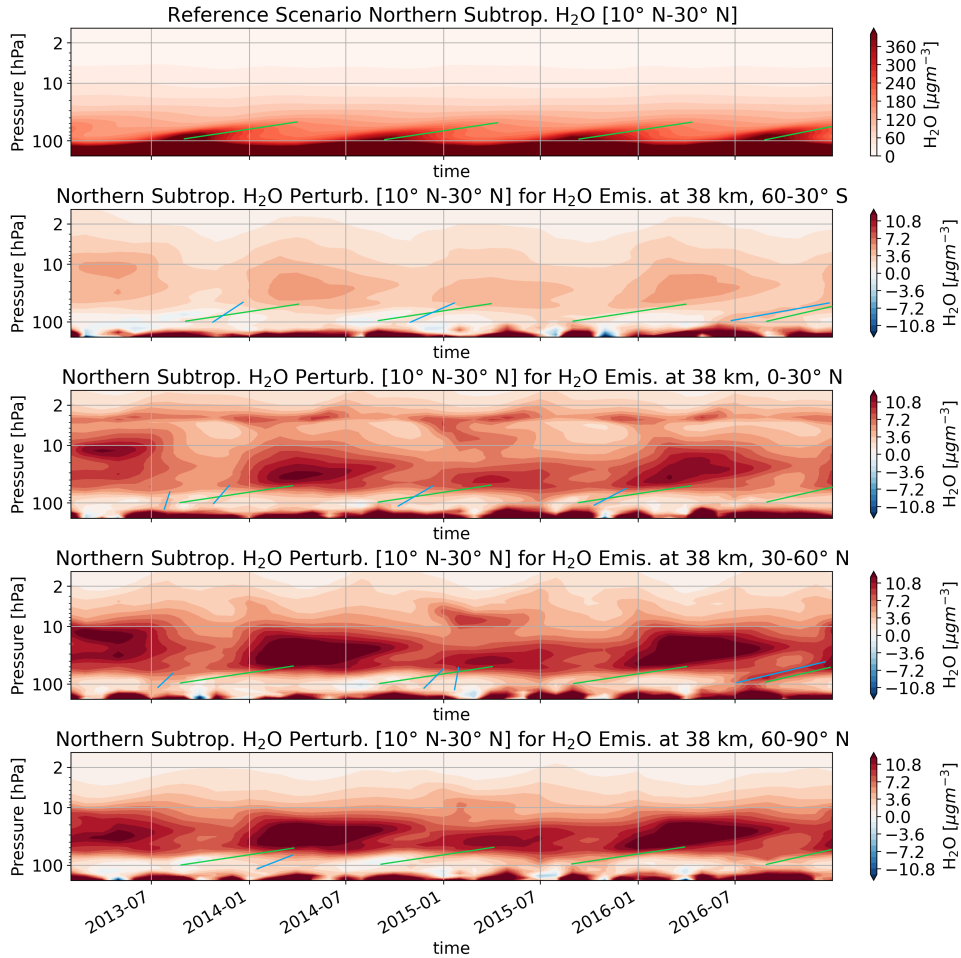 Reference Scenario Northern Subtrop. H₂O [10° N-30° N]
Pressure [hPa]
2
10
100
time
360
300
240
180
120
60
0
H₂O [μgm⁻³]
Northern Subtrop. H₂O Perturb. [10° N-30° N] for H₂O Emis. at 38 km, 60-30° S
Pressure [hPa]
2
10
100
time
10.8
7.2
3.6
0.0
−3.6
−7.2
−10.8
H₂O [μgm⁻³]
Northern Subtrop. H₂O Perturb. [10° N-30° N] for H₂O Emis. at 38 km, 0-30° N
Pressure [hPa]
2
10
100
time
10.8
7.2
3.6
0.0
−3.6
−7.2
−10.8
H₂O [μgm⁻³]
Northern Subtrop. H₂O Perturb. [10° N-30° N] for H₂O Emis. at 38 km, 30-60° N
Pressure [hPa]
2
10
100
time
10.8
7.2
3.6
0.0
−3.6
−7.2
−10.8
H₂O [μgm⁻³]
Northern Subtrop. H₂O Perturb. [10° N-30° N] for H₂O Emis. at 38 km, 60-90° N
Pressure [hPa]
2
10
100
2013-07
2014-01
2014-07
2015-01
2015-07
2016-01
2016-07
time
10.8
7.2
3.6
0.0
−3.6
−7.2
−10.8
H₂O [μgm⁻³]